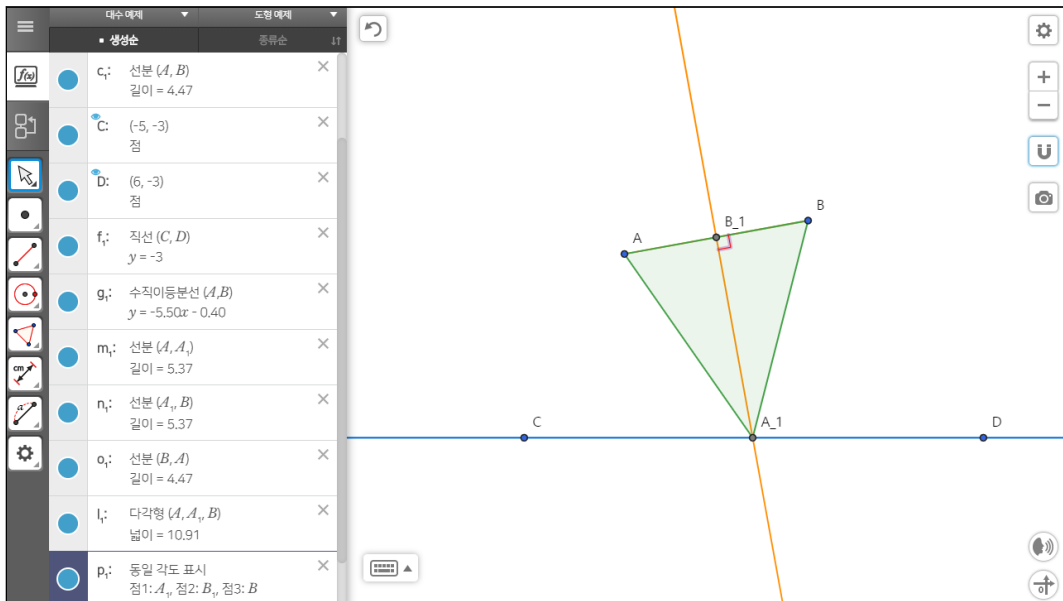 대수 예제 ▼ 도형 예제 ▼
▪ 생성순 종류순 ↓↑
f(x)
c₁: 선분 (A, B)
길이 = 4.47
C: (-5, -3)
점
D: (6, -3)
점
f₁: 직선 (C, D)
y = -3
g₁: 수직이등분선 (A,B)
y = -5.50x - 0.40
m₁: 선분 (A, A₁)
길이 = 5.37
n₁: 선분 (A₁, B)
길이 = 5.37
o₁: 선분 (B, A)
길이 = 4.47
l₁: 다각형 (A, A₁, B)
넓이 = 10.91
p₁: 동일 각도 표시
점1: A₁, 점2: B₁, 점3: B
cm
a
A
B_1
B
C
A_1
D
0